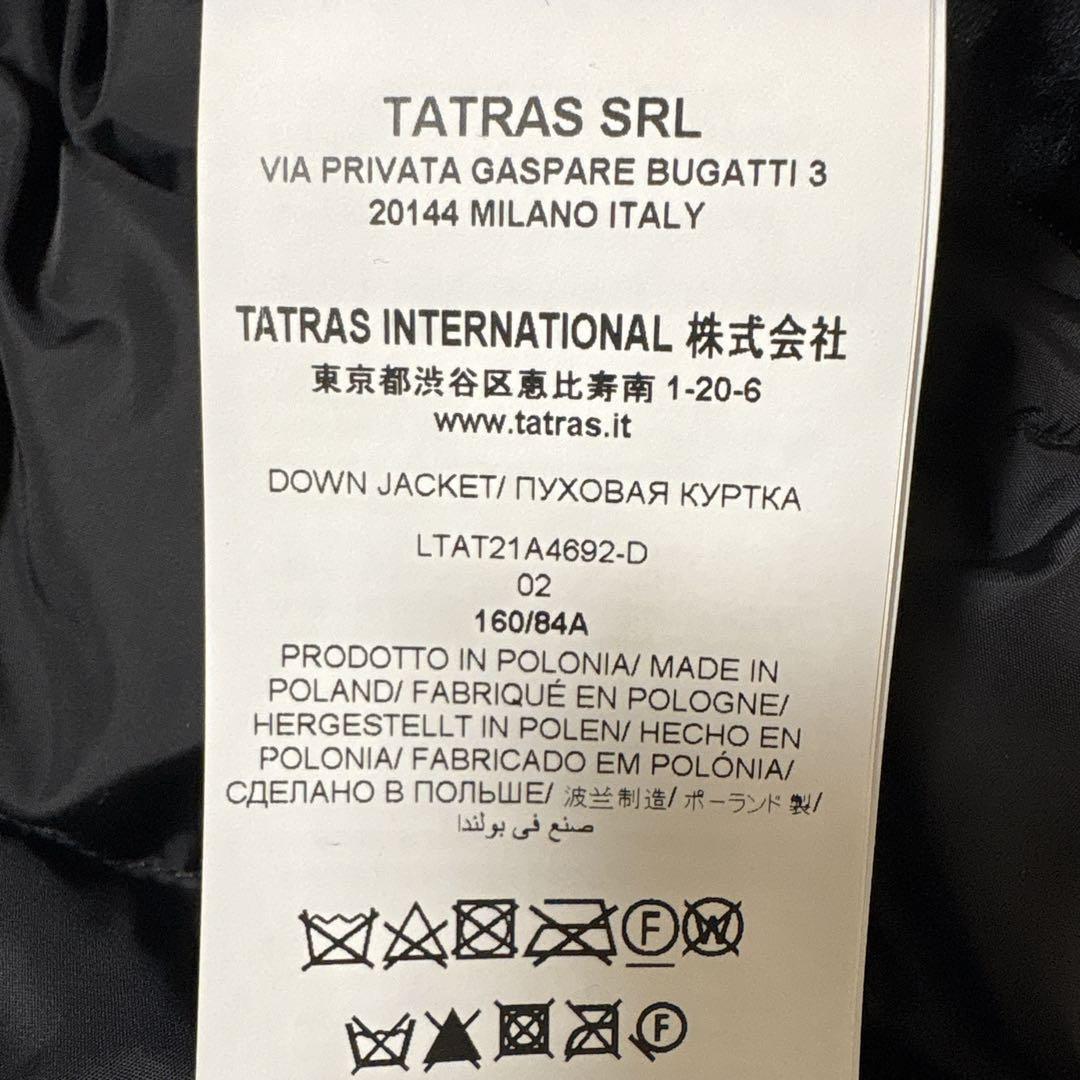 TATRAS SRL
VIA PRIVATA GASPARE BUGATTI 3
20144 MILANO ITALY
TATRAS INTERNATIONAL 株式会社
東京都渋谷区恵比寿南 1-20-6
www.tatras.it
DOWN JACKET/ ПУХОВАЯ КУРТКА
LTAT21A4692-D
02
160/84A
PRODOTTO IN POLONIA/ MADE IN
POLAND/ FABRIQUÉ EN POLOGNE/
HERGESTELLT IN POLEN/ HECHO EN
POLONIA/ FABRICADO EM POLÓNIA/
СДЕЛАНО В ПОЛЬШЕ/ 波兰制造/ ポーランド 製/
صنع في بولندا
F W
F